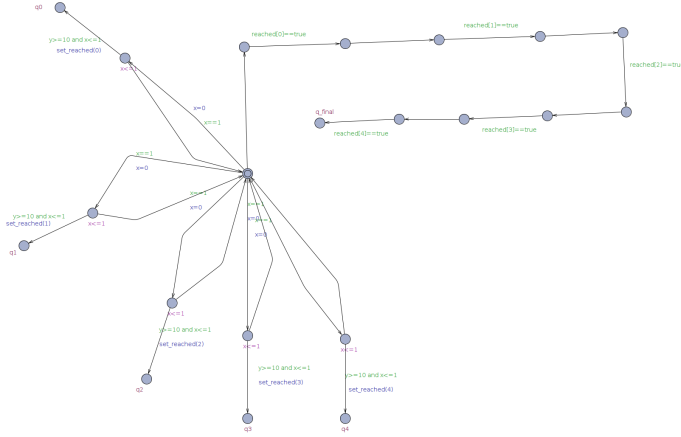 q0
y>=10 and x<=1
set_reached(0)
x<=1
x=0
x==1
reached[0]==true
reached[1]==true
reached[2]==tru
q_final
reached[4]==true
reached[3]==true
x==1
x=0
y>=10 and x<=1
set_reached(1)
x<=1
q1
x==1
x=0
x==1
x=0
x==1
x=0
x<=1
y>=10 and x<=1
set_reached(2)
q2
x<=1
y>=10 and x<=1
set_reached(3)
q3
x<=1
y>=10 and x<=1
set_reached(4)
q4